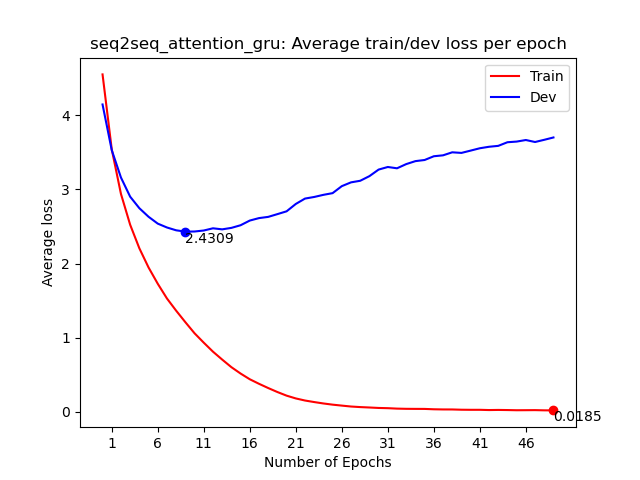 seq2seq_attention_gru: Average train/dev loss per epoch
Train
Dev
4
3
2
1
0
Average loss
2.4309
0.0185
1 6 11 16 21 26 31 36 41 46
Number of Epochs